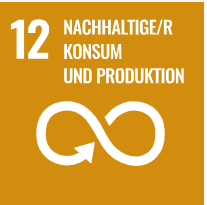 12 NACHHALTIGE/R
KONSUM
UND PRODUKTION